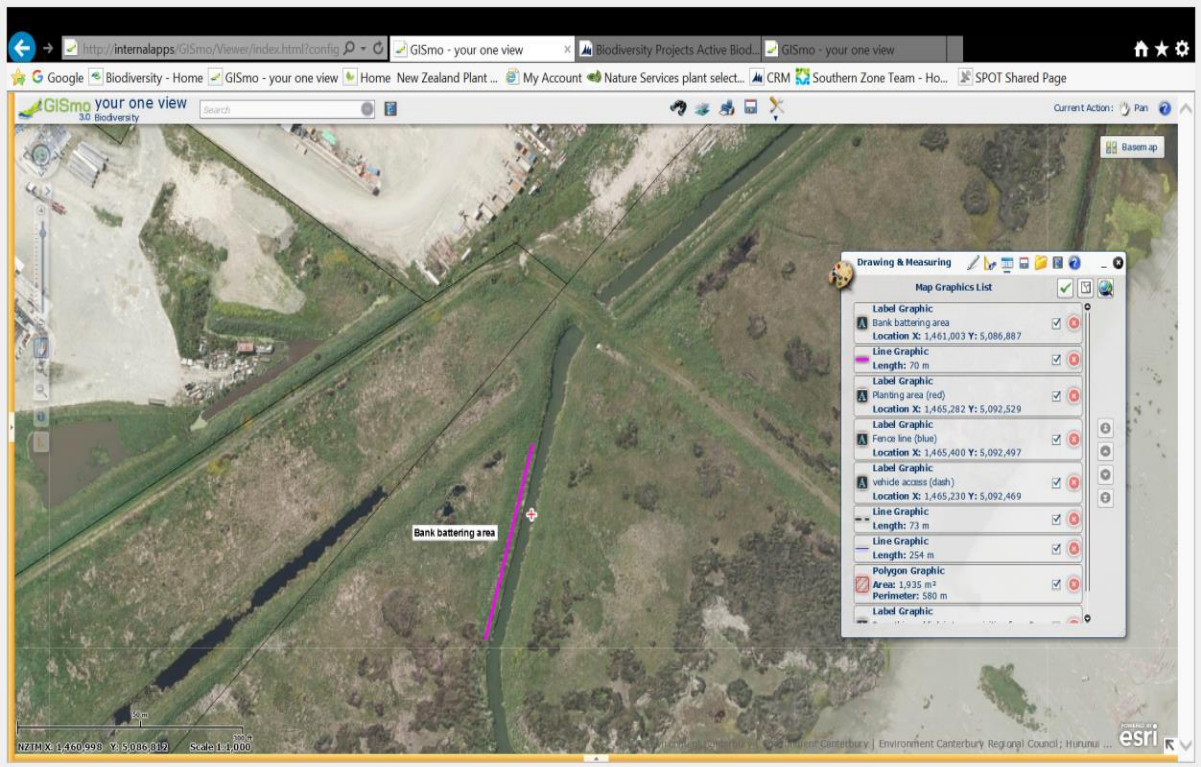 http://internalapps/GISmo/Viewer/index.html?config
GISmo - your one view
Biodiversity Projects Active Biod...
GISmo - your one view
Google
Biodiversity - Home
GISmo - your one view
Home
New Zealand Plant ...
My Account
Nature Services plant select...
CRM
Southern Zone Team - Ho...
SPOT Shared Page
GISmo your one view
3.0 Biodiversity
Search
Current Action: Pan
Basemap
Drawing & Measuring
Map Graphics List
Label Graphic
Bank battering area
Location X: 1,461,003 Y: 5,086,887
Line Graphic
Length: 70 m
Label Graphic
Planting area (red)
Location X: 1,465,282 Y: 5,092,529
Label Graphic
Fence line (blue)
Location X: 1,465,400 Y: 5,092,497
Label Graphic
vehicle access (dash)
Location X: 1,465,230 Y: 5,092,469
Line Graphic
Length: 73 m
Line Graphic
Length: 254 m
Polygon Graphic
Area: 1,935 m²
Perimeter: 580 m
Label Graphic
Bank battering area
50 m
300 ft
NZTM X: 1,460,998 Y: 5,086,812 Scale 1:1,000
Canterbury | Environment Canterbury Regional Council; Hurunui ...
POWERED BY
esri